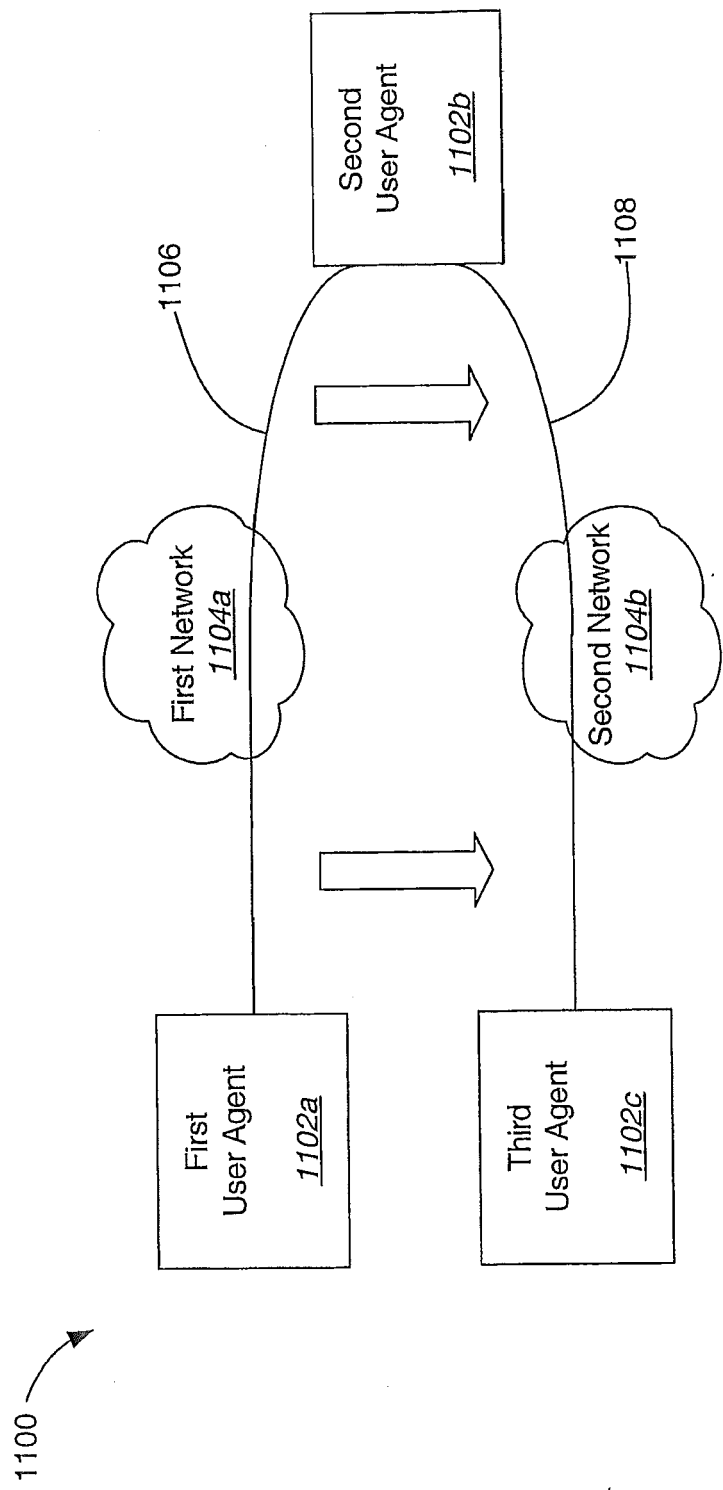 1100
First
User Agent
1102a
First Network
1104a
1106
Second
User Agent
1102b
Third
User Agent
1102c
Second Network
1104b
1108